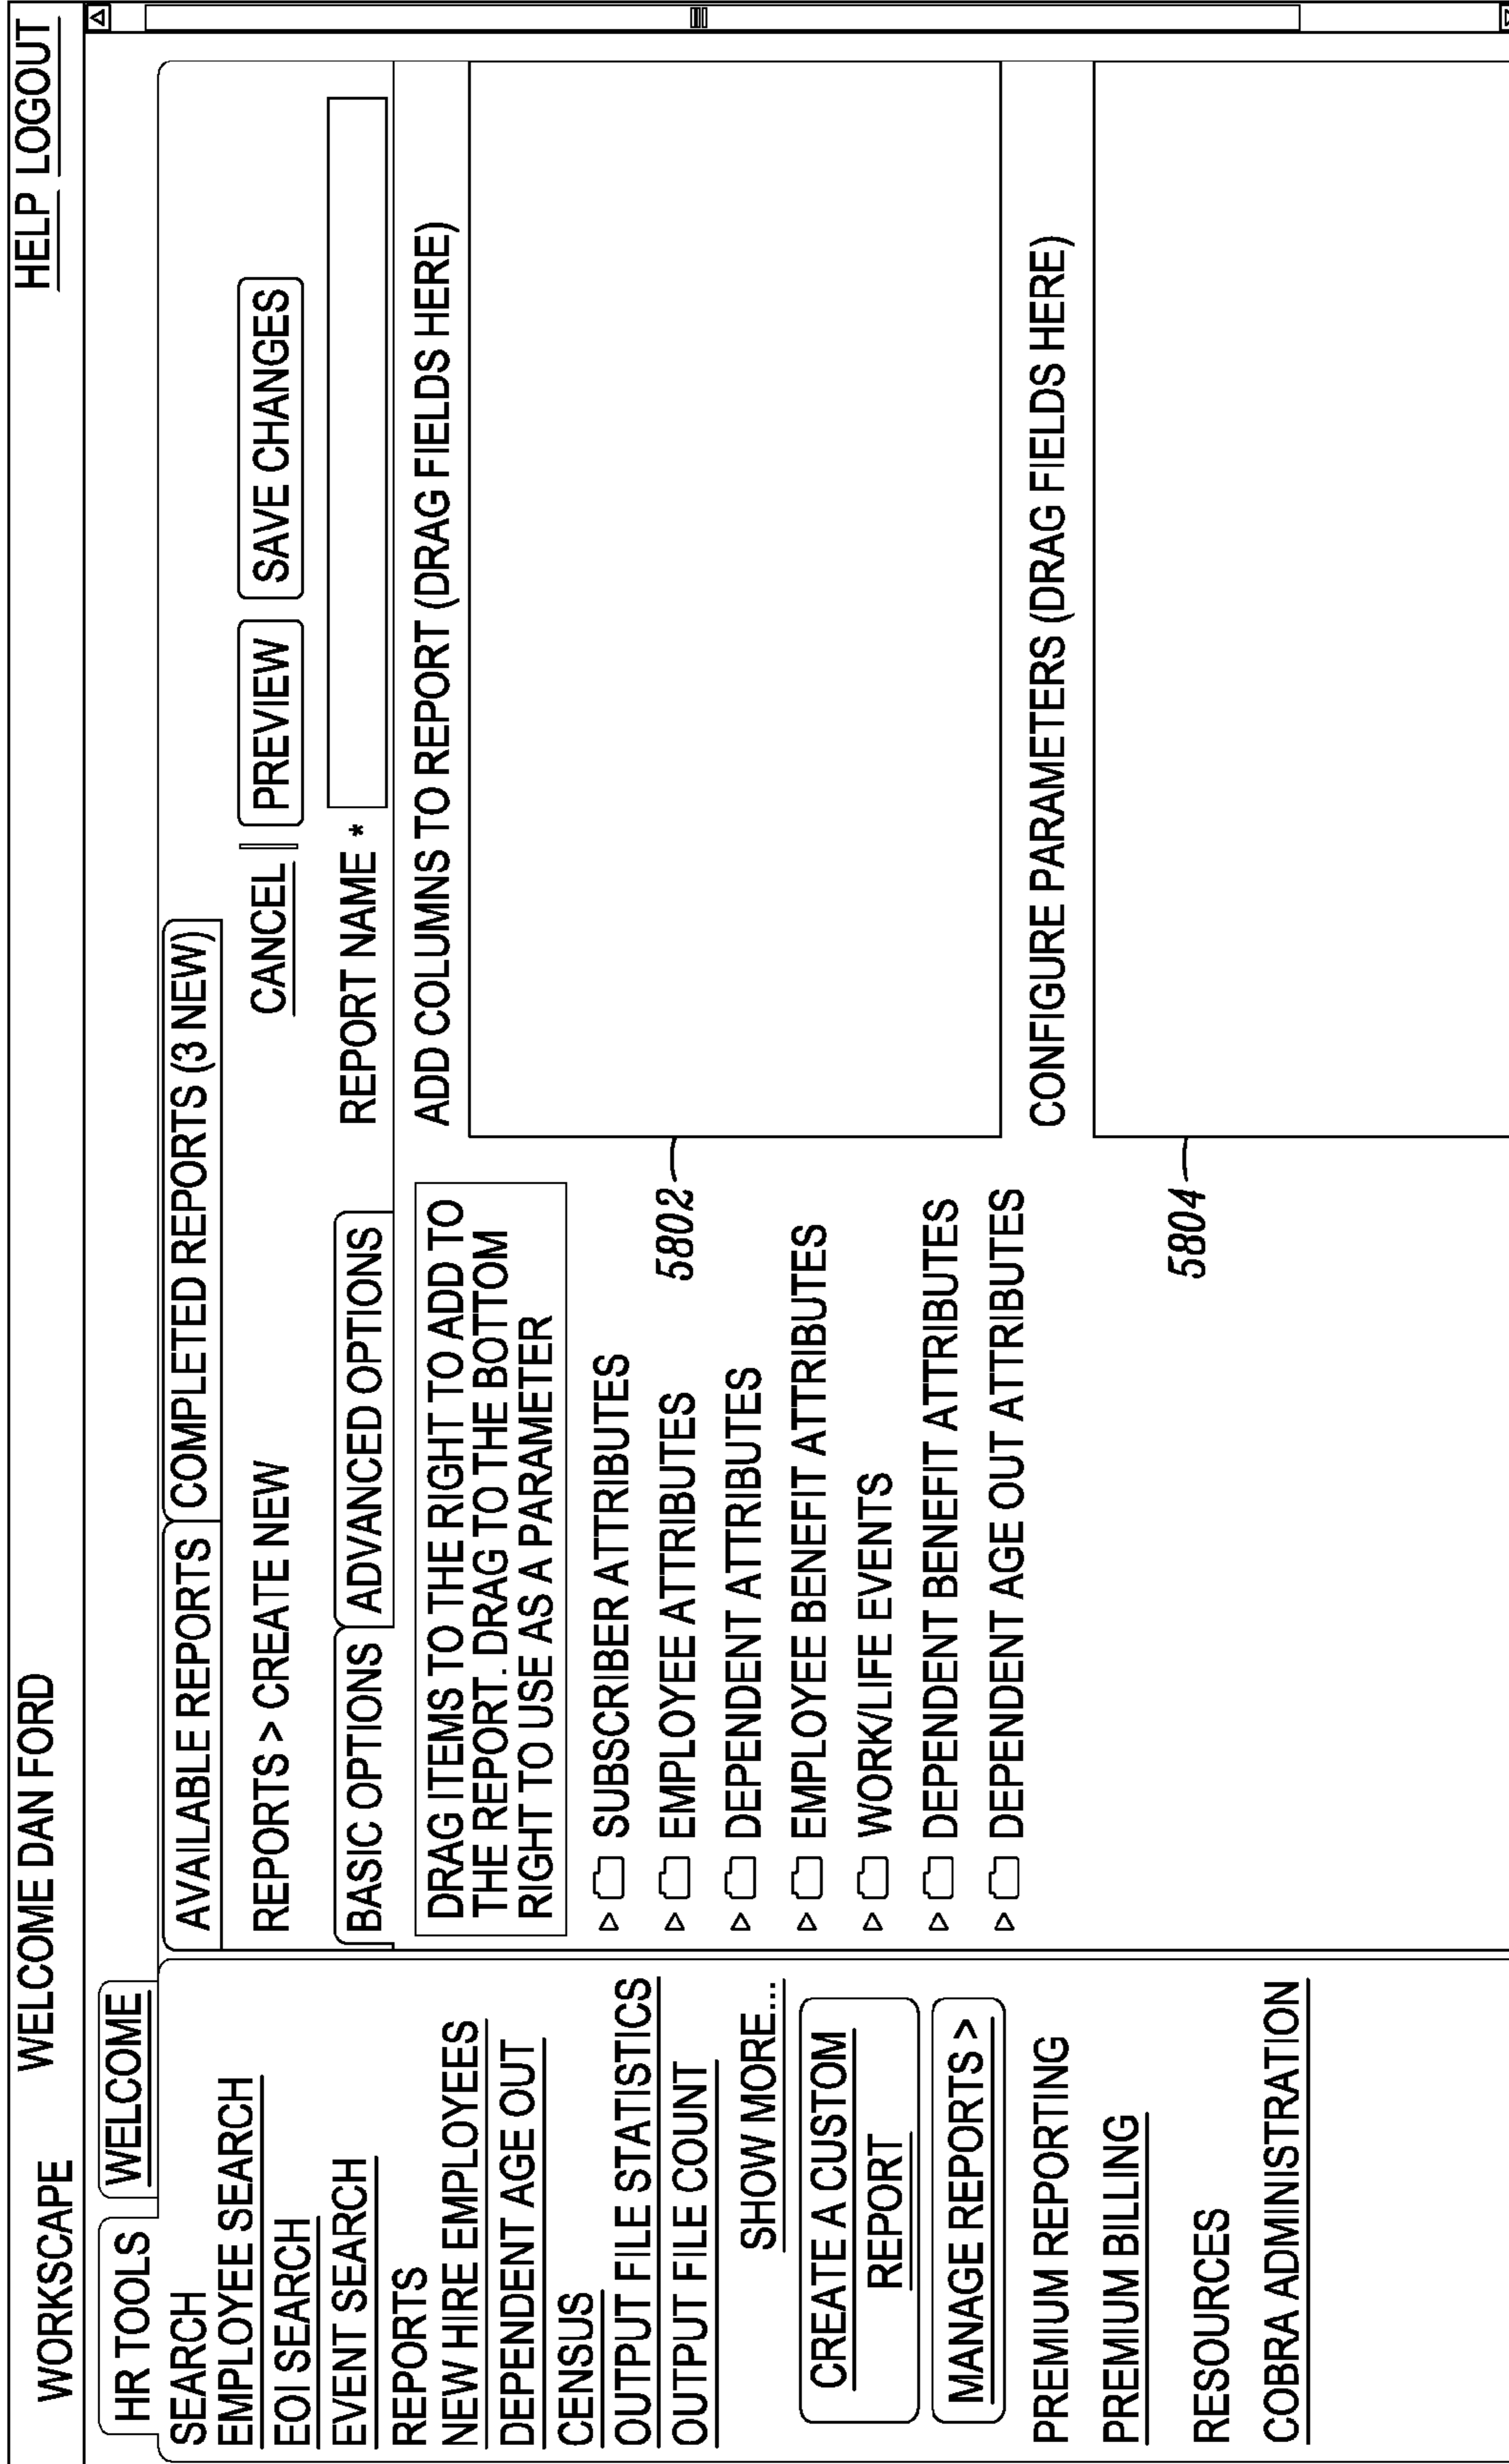 WORKSCAPE WELCOME DAN FORD HELP LOGOUT
HR TOOLS WELCOME
SEARCH
EMPLOYEE SEARCH
EOI SEARCH
EVENT SEARCH
REPORTS
NEW HIRE EMPLOYEES
DEPENDENT AGE OUT
CENSUS
OUTPUT FILE STATISTICS
OUTPUT FILE COUNT
SHOW MORE...
CREATE A CUSTOM
REPORT
MANAGE REPORTS >
PREMIUM REPORTING
PREMIUM BILLING
RESOURCES
COBRA ADMINISTRATION
AVAILABLE REPORTS COMPLETED REPORTS (3 NEW)
REPORTS > CREATE NEW CANCEL PREVIEW SAVE CHANGES
BASIC OPTIONS ADVANCED OPTIONS REPORT NAME *
DRAG ITEMS TO THE RIGHT TO ADD TO
THE REPORT. DRAG TO THE BOTTOM
RIGHT TO USE AS A PARAMETER
SUBSCRIBER ATTRIBUTES
EMPLOYEE ATTRIBUTES
DEPENDENT ATTRIBUTES
EMPLOYEE BENEFIT ATTRIBUTES
WORK/LIFE EVENTS
DEPENDENT BENEFIT ATTRIBUTES
DEPENDENT AGE OUT ATTRIBUTES
ADD COLUMNS TO REPORT (DRAG FIELDS HERE)
5802
CONFIGURE PARAMETERS (DRAG FIELDS HERE)
5804